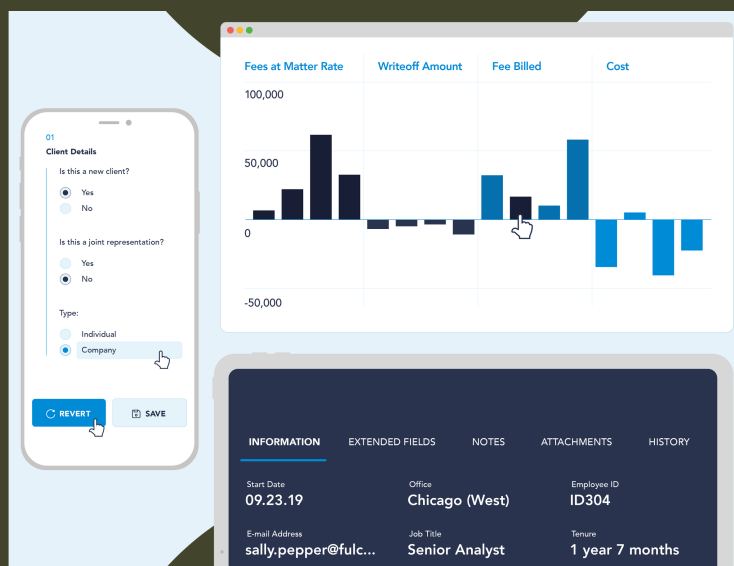 01
Client Details
Is this a new client?
Yes
No
Is this a joint representation?
Yes
No
Type:
Individual
Company
REVERT
SAVE
Fees at Matter Rate
Writeoff Amount
Fee Billed
Cost
100,000
50,000
0
-50,000
INFORMATION
EXTENDED FIELDS
NOTES
ATTACHMENTS
HISTORY
Start Date
Office
Employee ID
09.23.19
Chicago (West)
ID304
E-mail Address
Job Title
Tenure
sally.pepper@fulc...
Senior Analyst
1 year 7 months